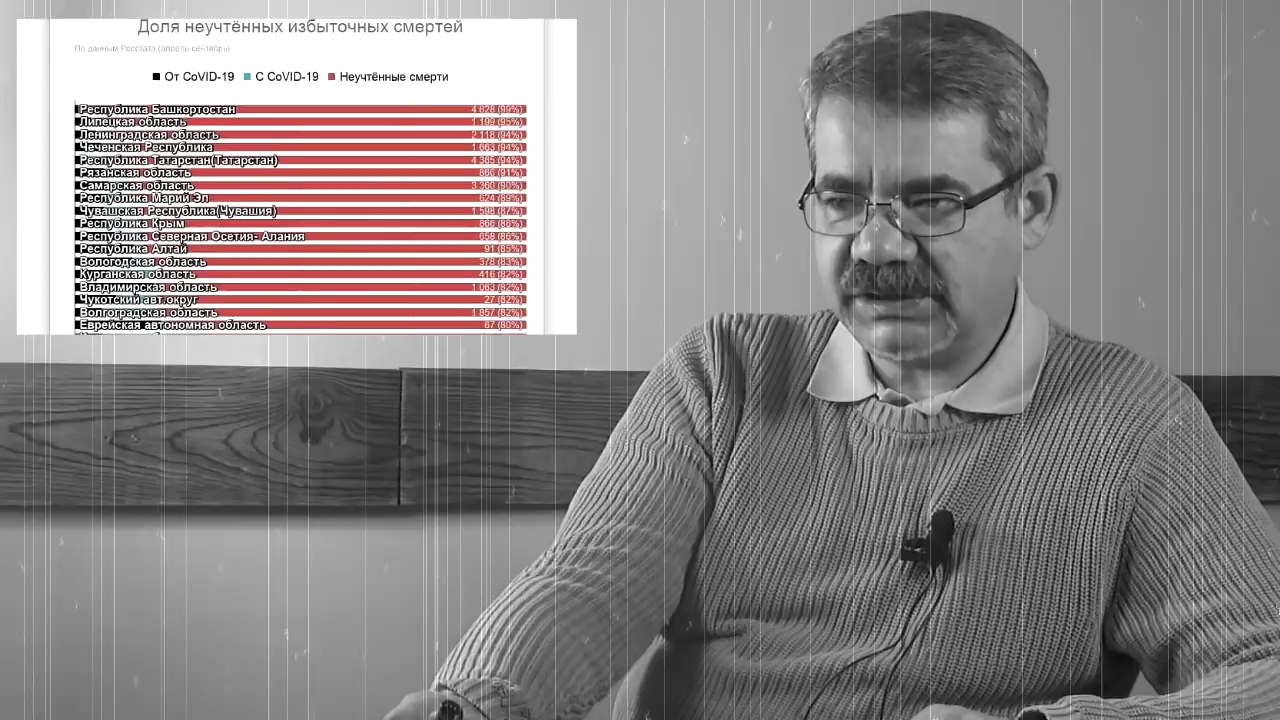 Доля неучтённых избыточных смертей
По данным Росстата (апрель-сентябрь)
От CoVID-19 С CoVID-19 Неучтённые смерти
Республика Башкортостан 4 628 (99%)
Липецкая область 1 199 (95%)
Ленинградская область 2 118 (94%)
Чеченская Республика 1 663 (94%)
Республика Татарстан(Татарстан) 4 365 (94%)
Рязанская область 866 (91%)
Самарская область 3 360 (90%)
Республика Марий Эл 624 (89%)
Чувашская Республика(Чувашия) 1 598 (87%)
Республика Крым 866 (86%)
Республика Северная Осетия- Алания 658 (86%)
Республика Алтай 91 (85%)
Вологодская область 378 (83%)
Курганская область 416 (82%)
Владимирская область 1 063 (82%)
Чукотский авт.округ 27 (82%)
Волгоградская область 1 857 (82%)
Еврейская автономная область 67 (80%)